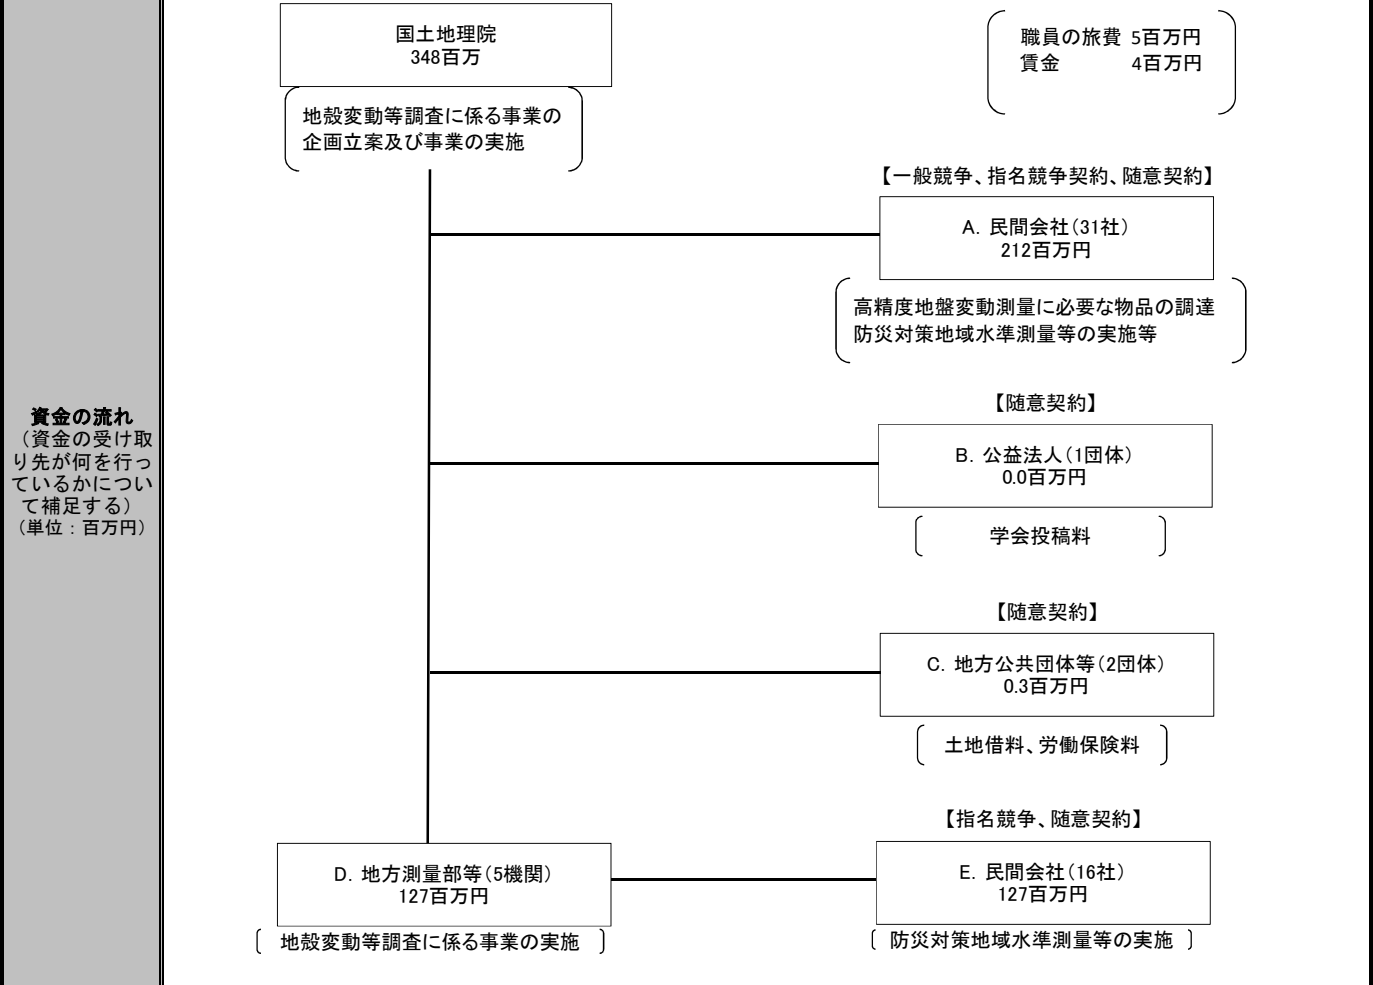 国土地理院
348百万
職員の旅費 5百万円
賃金 4百万円
地殻変動等調査に係る事業の
企画立案及び事業の実施
【一般競争、指名競争契約、随意契約】
A. 民間会社（31社）
212百万円
高精度地盤変動測量に必要な物品の調達
防災対策地域水準測量等の実施等
資金の流れ
（資金の受け取
り先が何を行っ
ているかについ
て補足する）
（単位：百万円）
【随意契約】
B. 公益法人（1団体）
0.0百万円
学会投稿料
【随意契約】
C. 地方公共団体等（2団体）
0.3百万円
土地借料、労働保険料
【指名競争、随意契約】
D. 地方測量部等（5機関）
127百万円
地殻変動等調査に係る事業の実施
E. 民間会社（16社）
127百万円
防災対策地域水準測量等の実施